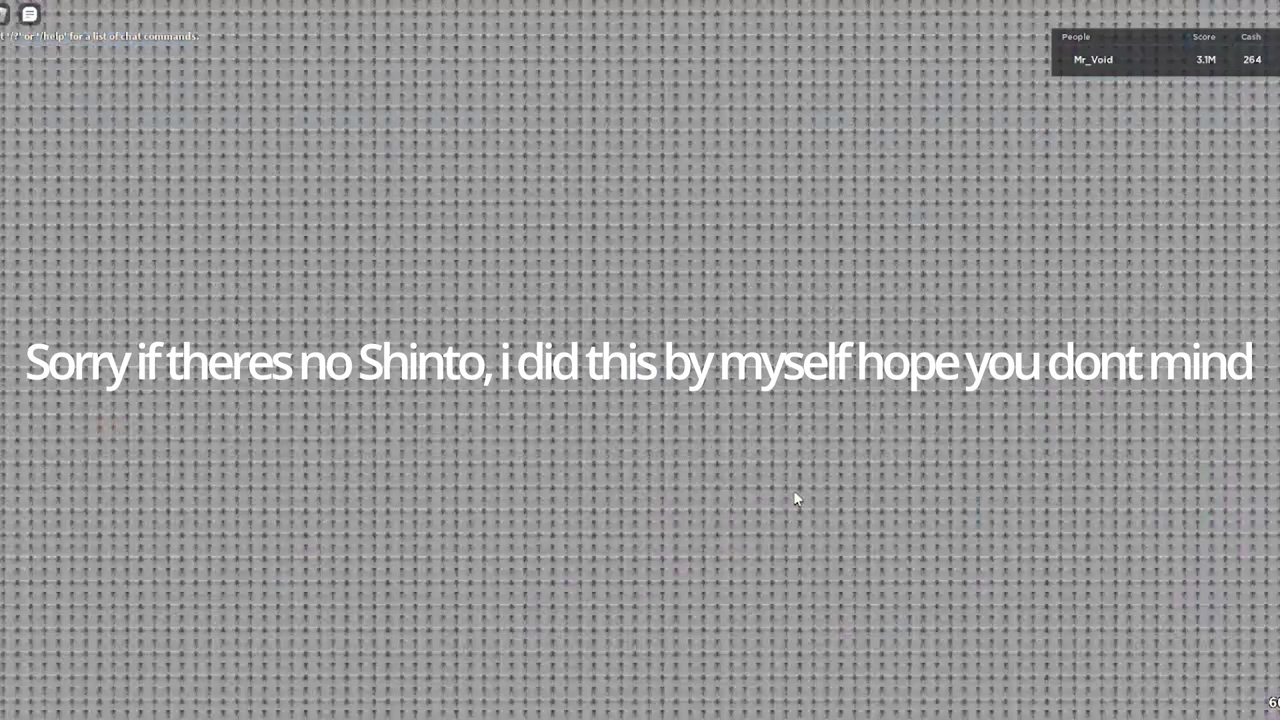 t '/?' or '/help' for a list of chat commands.
People Score Cash
Mr_Void 3.1M 264
Sorry if theres no Shinto, i did this by myself hope you dont mind